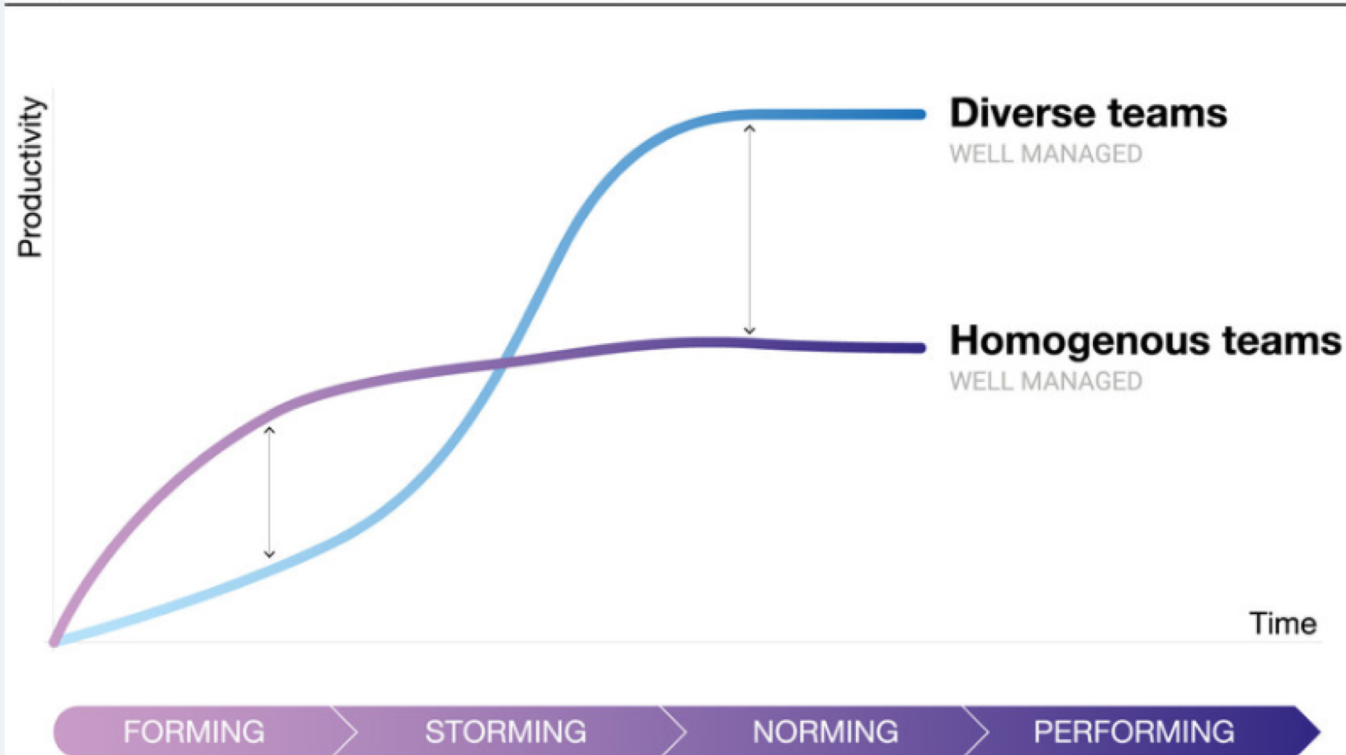 Productivity
Diverse teams
WELL MANAGED
Homogenous teams
WELL MANAGED
Time
FORMING
STORMING
NORMING
PERFORMING